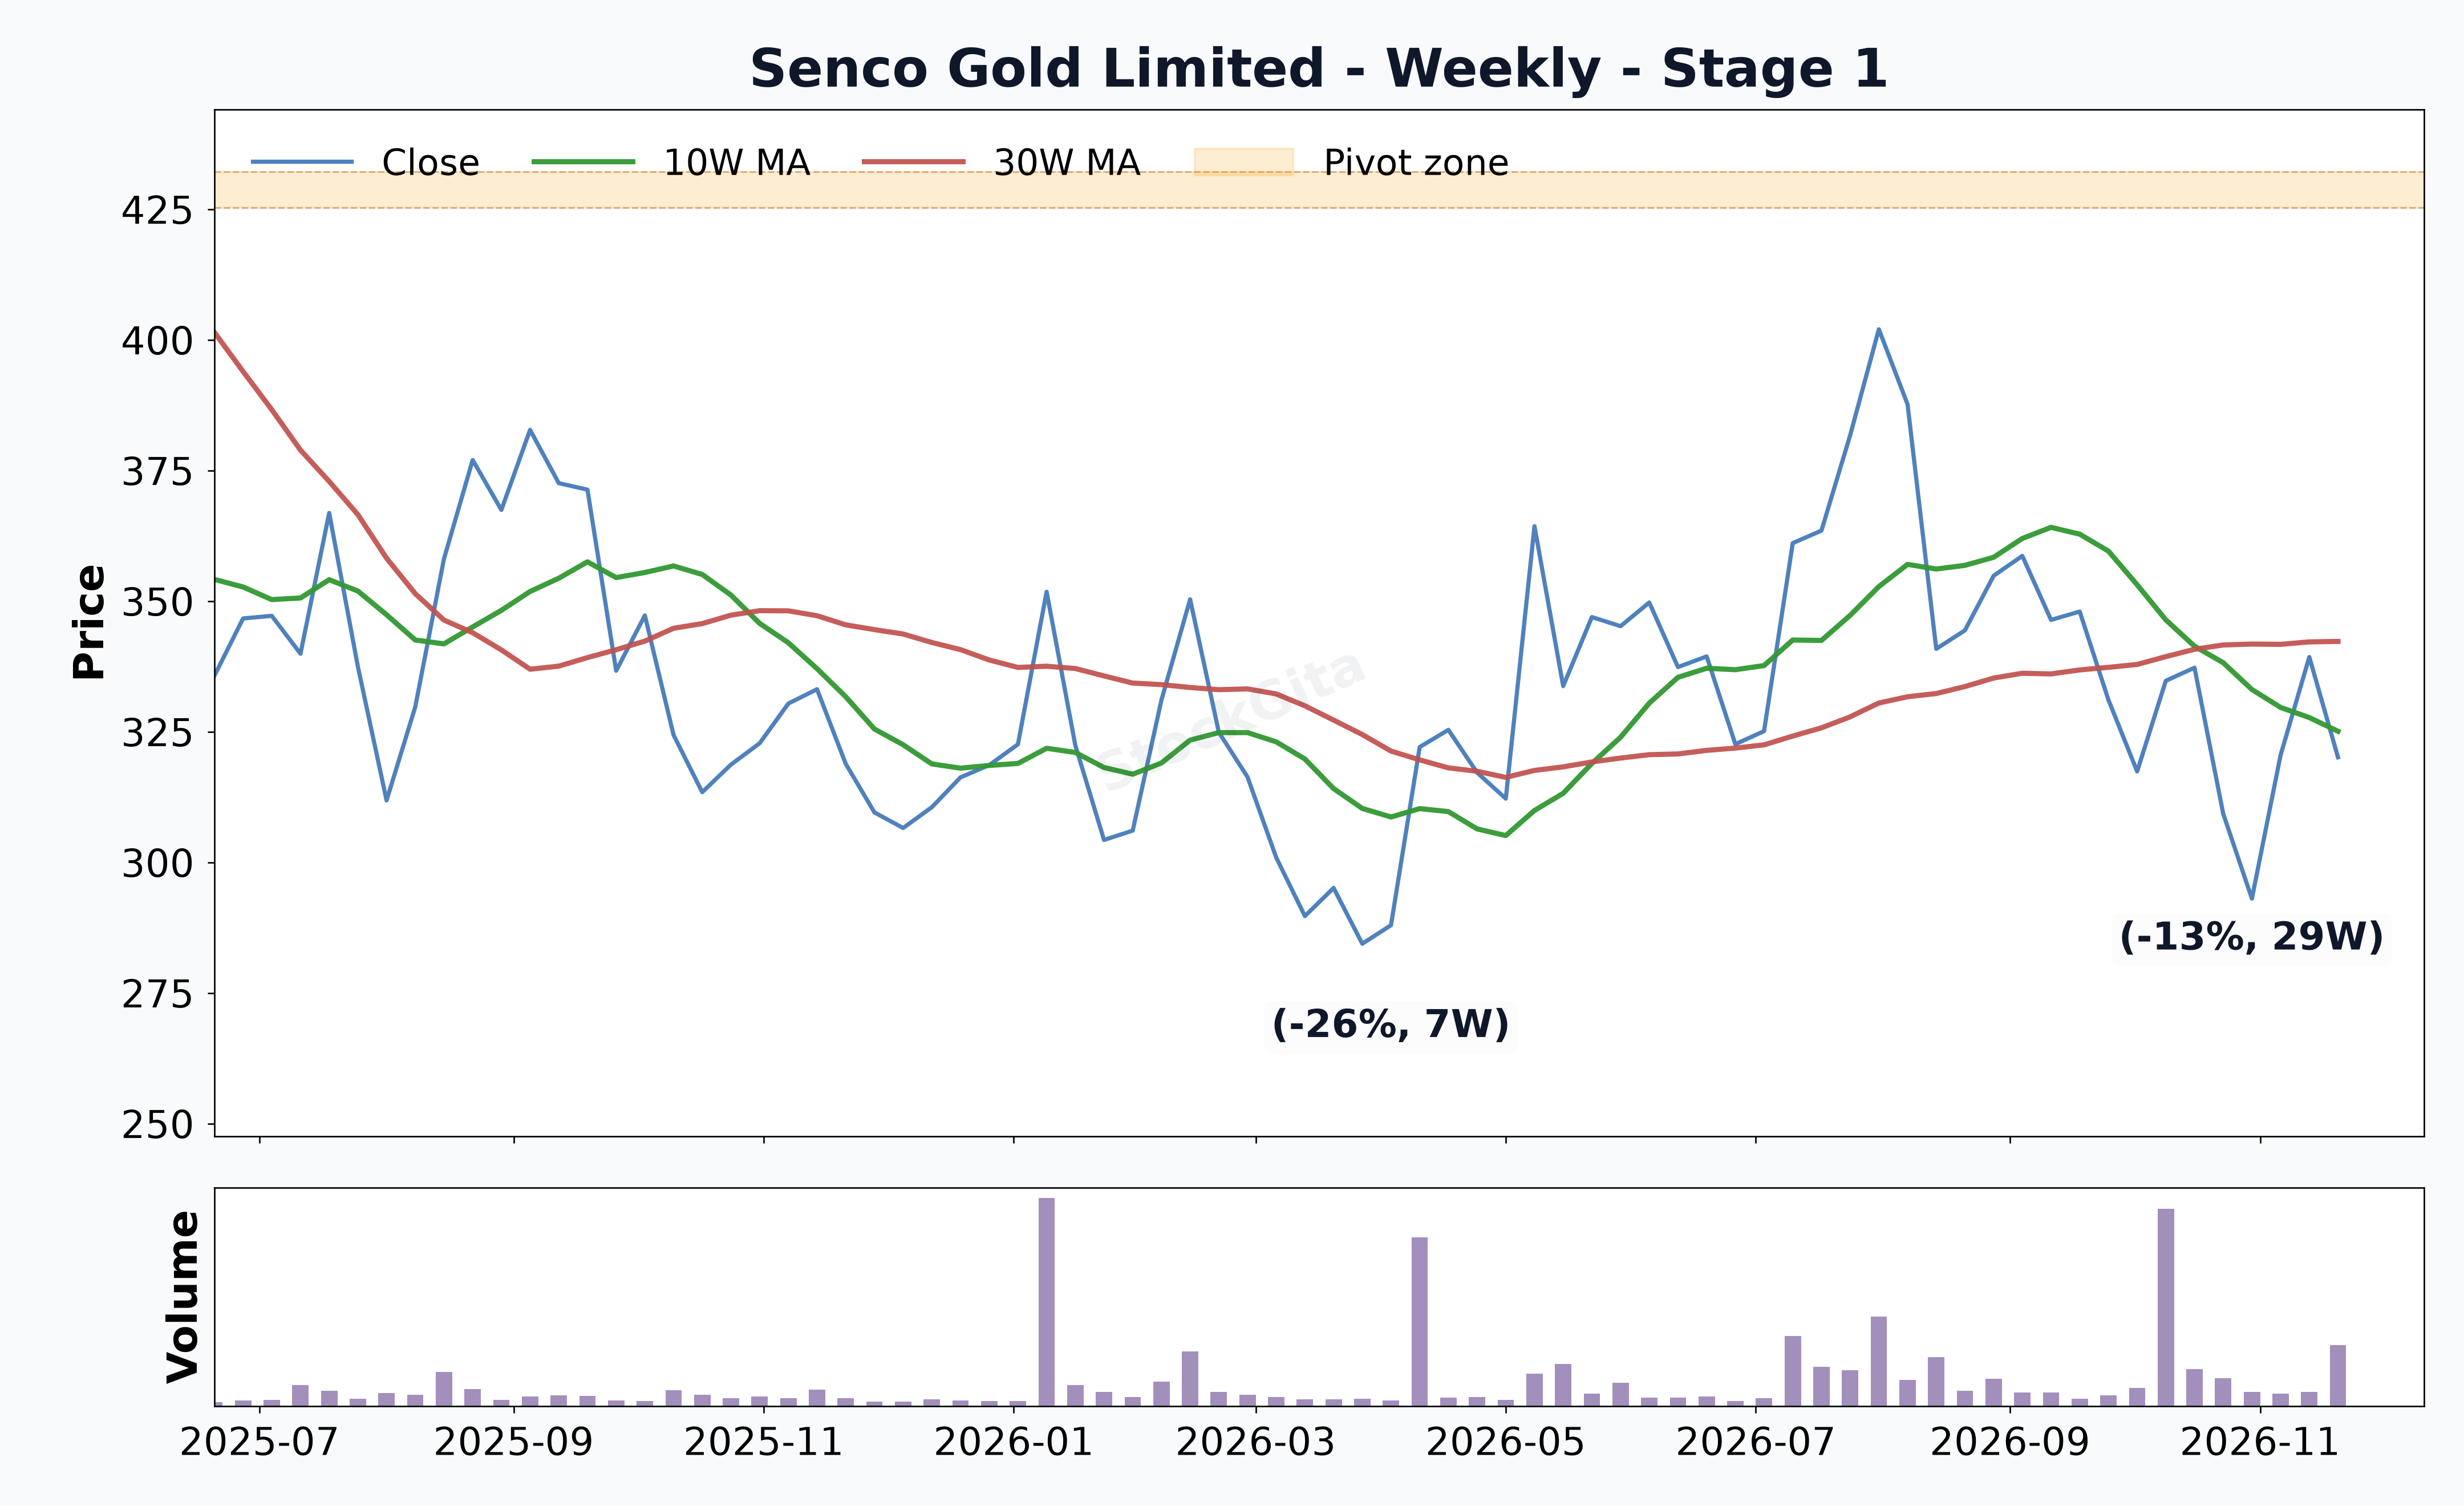 Senco Gold Limited - Weekly - Stage 1
Close 10W MA 30W MA Pivot zone
425
400
375
350
325
300
275
250
Price
StockGita
(-13%, 29W)
(-26%, 7W)
Volume
2025-07 2025-09 2025-11 2026-01 2026-03 2026-05 2026-07 2026-09 2026-11